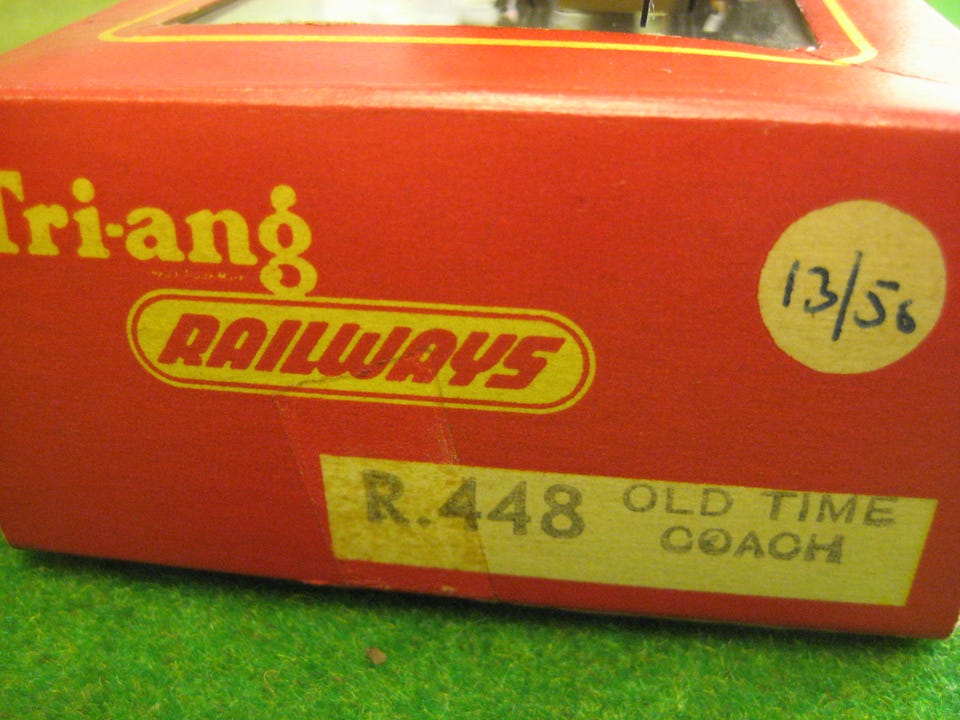 Tri-ang
RAILWAYS
13/56
R.448 OLD TIME
COACH